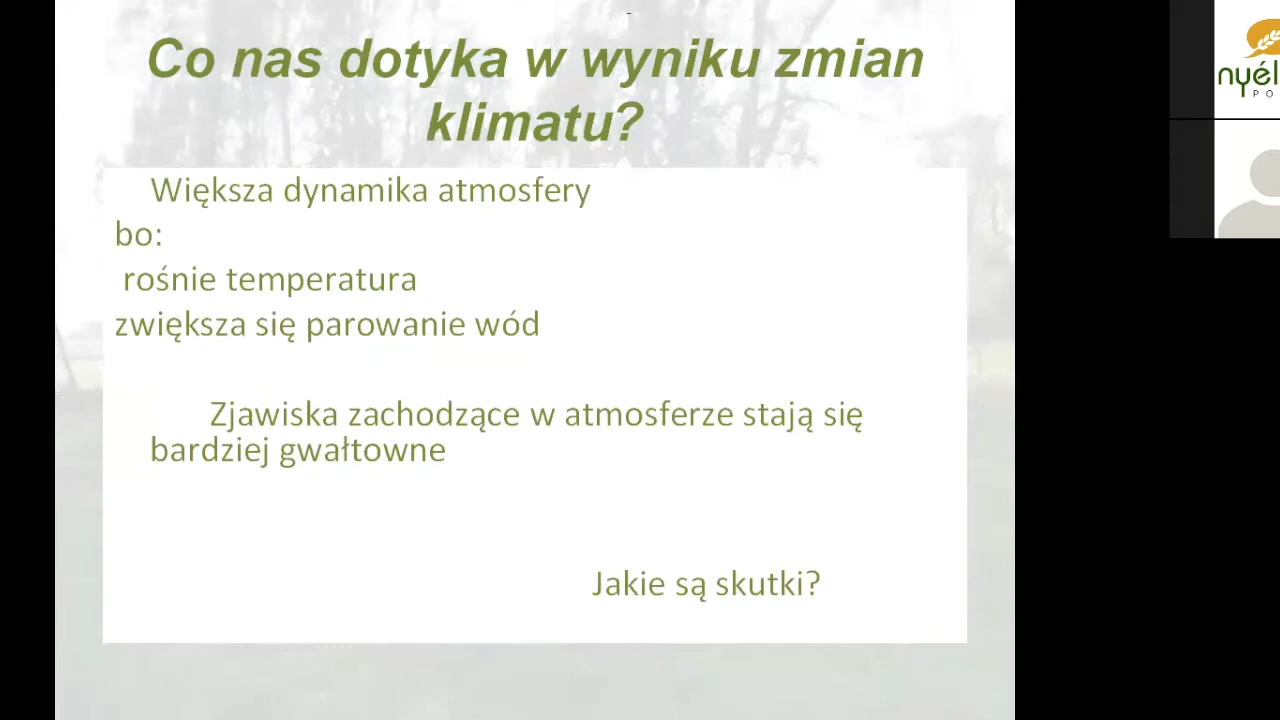 Co nas dotyka w wyniku zmian
klimatu?
Większa dynamika atmosfery
bo:
rośnie temperatura
zwiększa się parowanie wód
Zjawiska zachodzące w atmosferze stają się
bardziej gwałtowne
Jakie są skutki?
nyél
PO